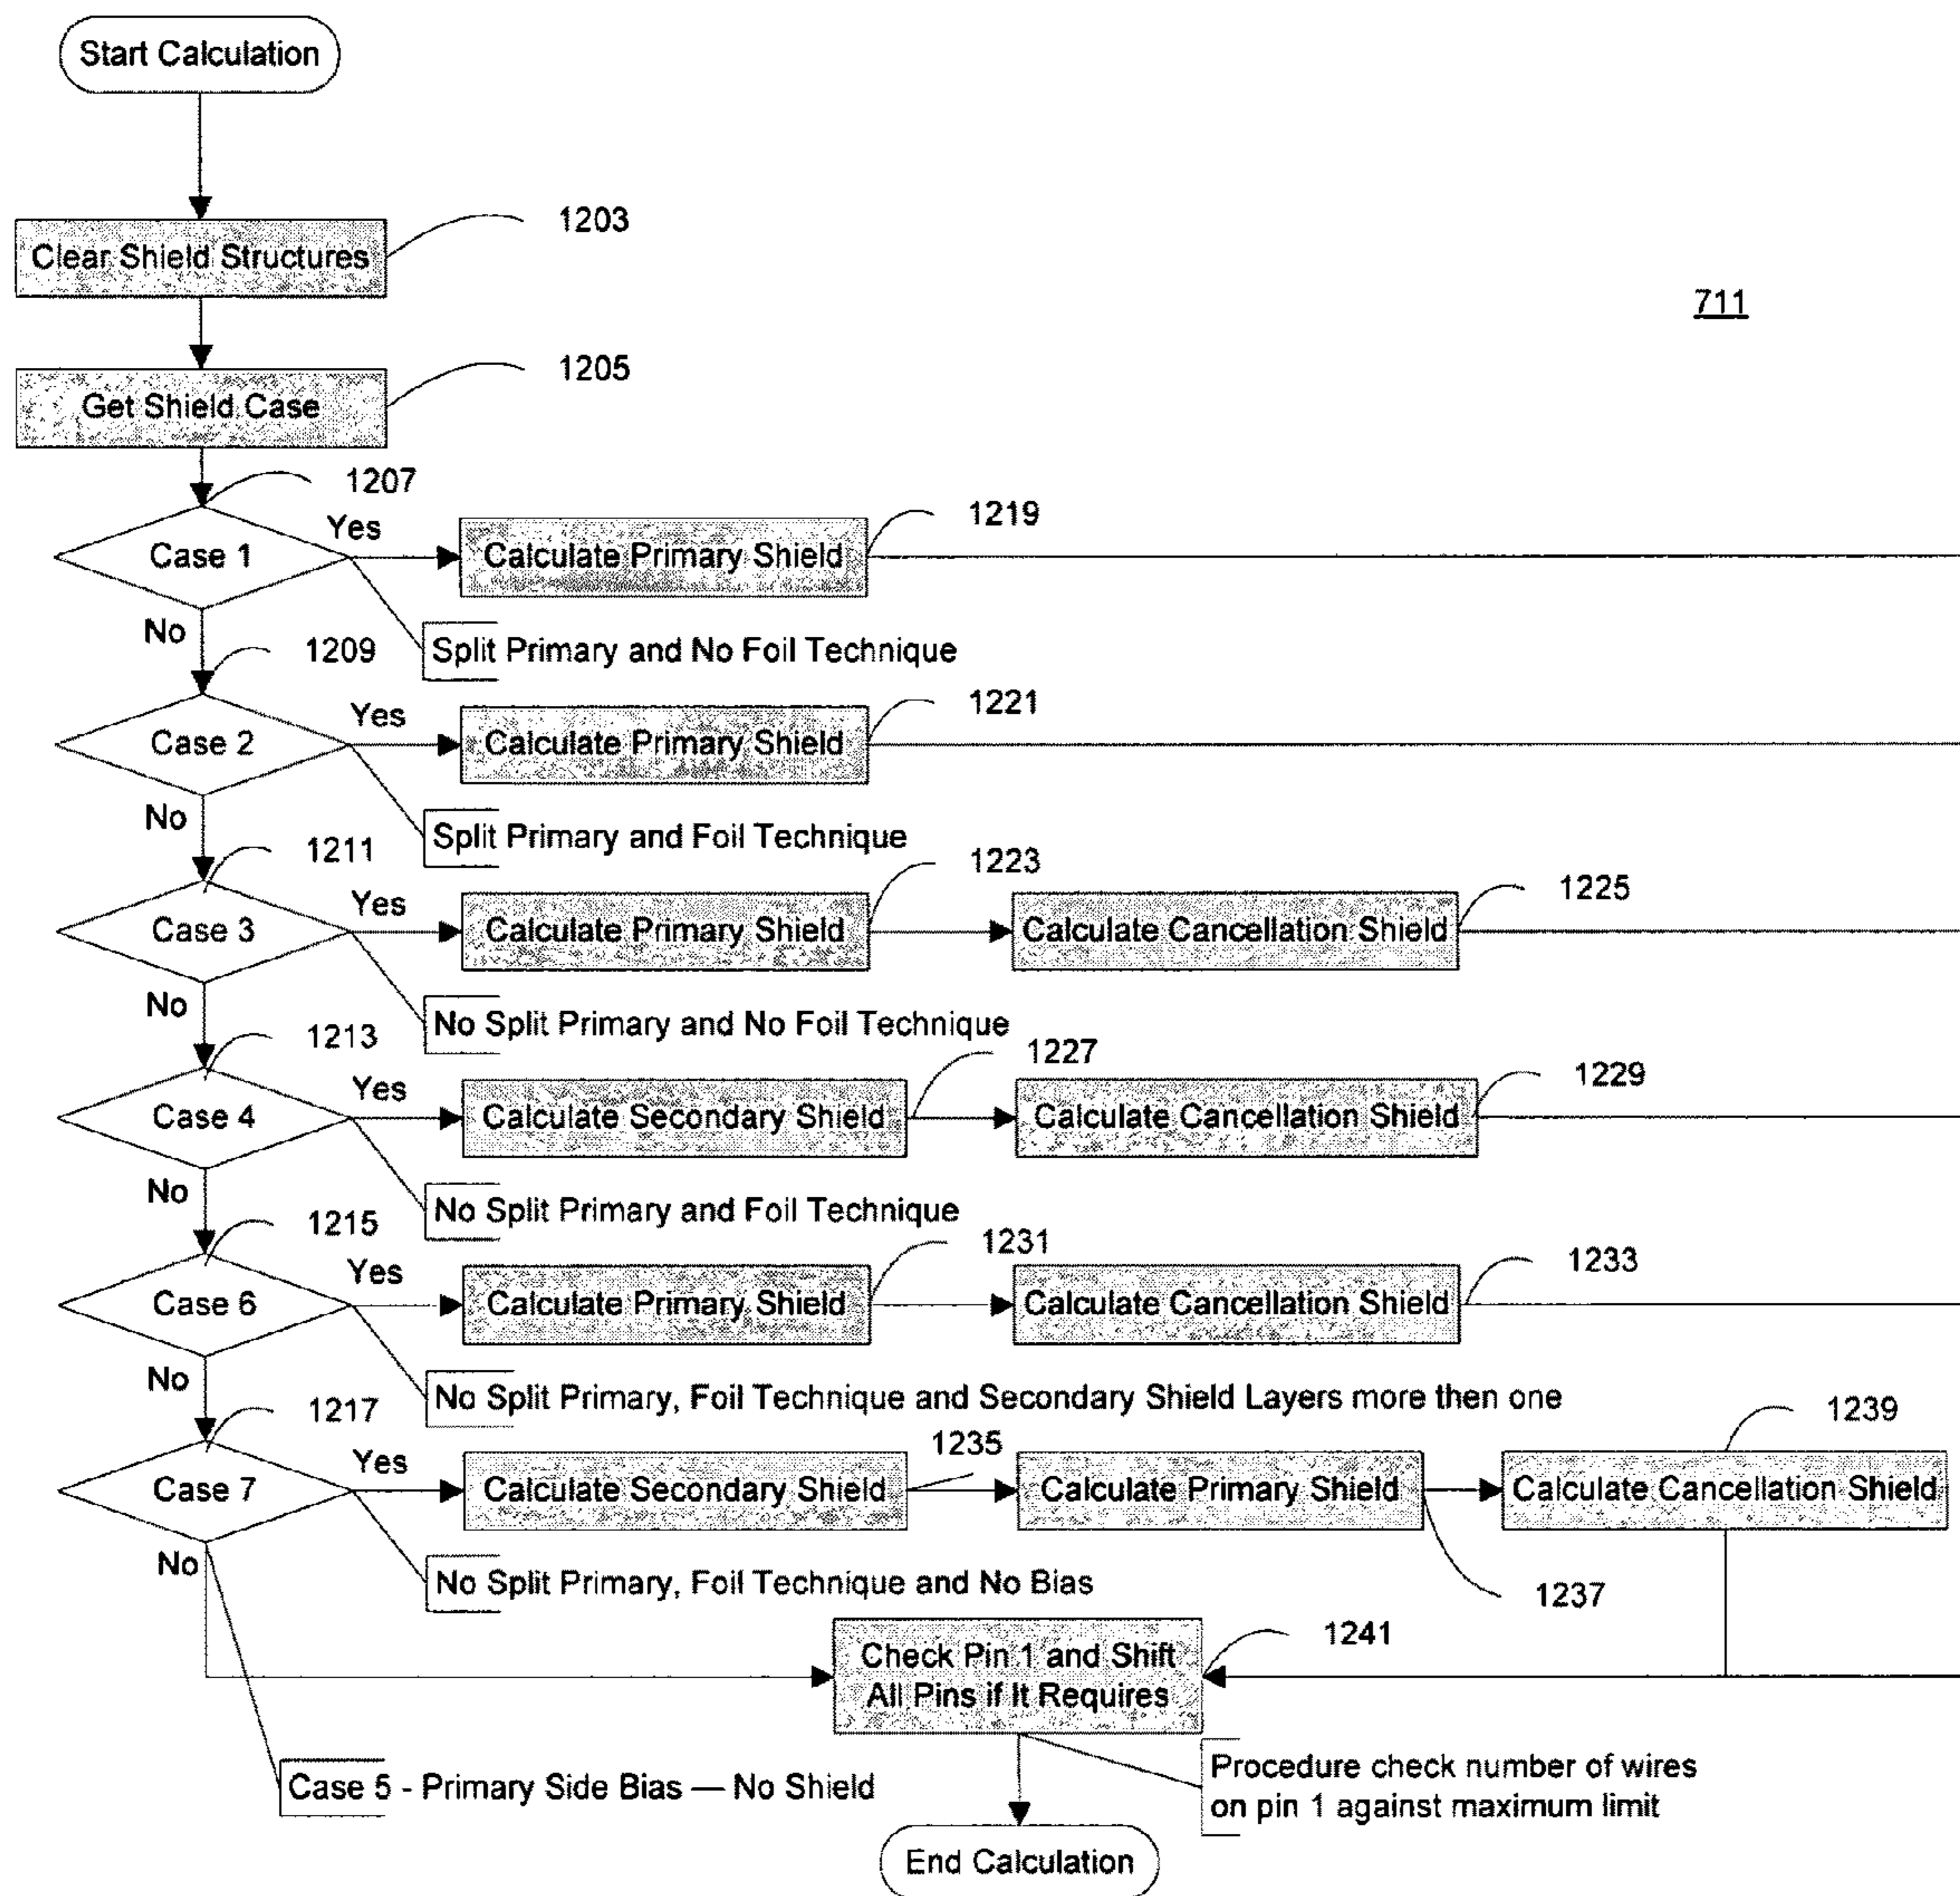 Start Calculation
1203
Clear Shield Structures
711
1205
Get Shield Case
1207
Yes
1219
Case 1
Calculate Primary Shield
No
Split Primary and No Foil Technique
1209
Yes
1221
Case 2
Calculate Primary Shield
No
Split Primary and Foil Technique
1211
Yes
1223
1225
Case 3
Calculate Primary Shield
Calculate Cancellation Shield
No
No Split Primary and No Foil Technique
1213
Yes
1227
1229
Case 4
Calculate Secondary Shield
Calculate Cancellation Shield
No
No Split Primary and Foil Technique
1215
Yes
1231
1233
Case 6
Calculate Primary Shield
Calculate Cancellation Shield
No
No Split Primary, Foil Technique and Secondary Shield Layers more then one
1217
Yes
1235
1239
Case 7
Calculate Secondary Shield
Calculate Primary Shield
Calculate Cancellation Shield
No
No Split Primary, Foil Technique and No Bias
1237
1241
Check Pin 1 and Shift
All Pins if It Requires
Case 5 - Primary Side Bias — No Shield
Procedure check number of wires
on pin 1 against maximum limit
End Calculation